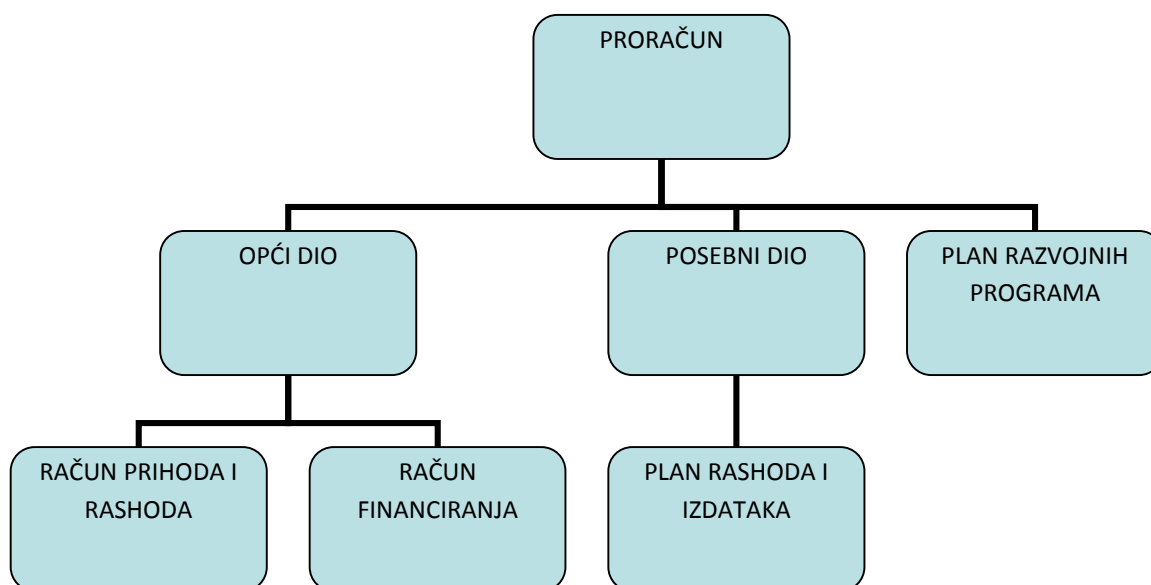 PRORAČUN
OPĆI DIO
POSEBNI DIO
PLAN RAZVOJNIH
PROGRAMA
RAČUN PRIHODA I
RASHODA
RAČUN
FINANCIRANJA
PLAN RASHODA I
IZDATAKA